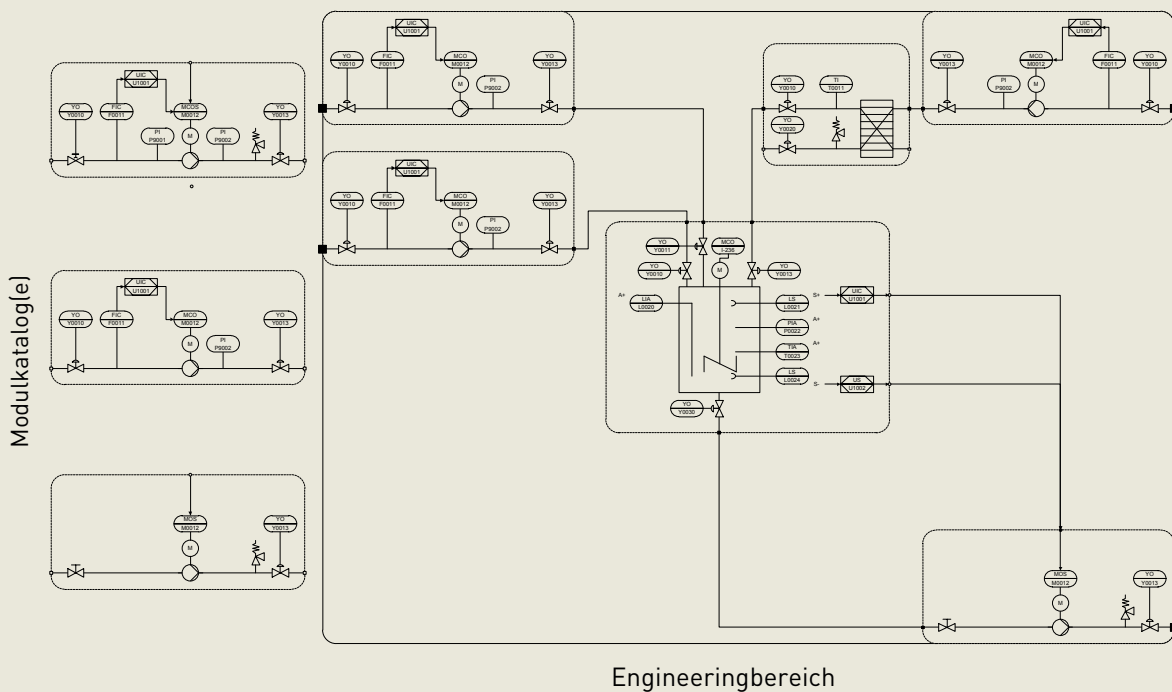 Modulkatalog(e)
UIC
U1001
YO
Y0010
FIC
F0011
MCOS
M0012
YO
Y0013
PI
P9001
M
PI
P9002
UIC
U1001
YO
Y0010
FIC
F0011
MCO
M0012
YO
Y0013
M
PI
P9002
MOS
M0012
YO
Y0013
M
UIC
U1001
YO
Y0010
FIC
F0011
MCO
M0012
YO
Y0013
M
PI
P9002
UIC
U1001
YO
Y0010
FIC
F0011
MCO
M0012
YO
Y0013
M
PI
P9002
YO
Y0010
TI
T0011
YO
Y0020
UIC
U1001
YO
Y0013
MCO
M0012
FIC
F0011
YO
Y0010
PI
P9002
M
YO
Y0011
MCO
I-236
YO
Y0010
M
YO
Y0013
A+
LIA
L0020
LS
L0021
S+
UIC
U1001
PIA
P0022
A+
TIA
T0023
A+
LS
L0024
S-
US
U1002
YO
Y0030
MOS
M0012
YO
Y0013
M
Engineeringbereich